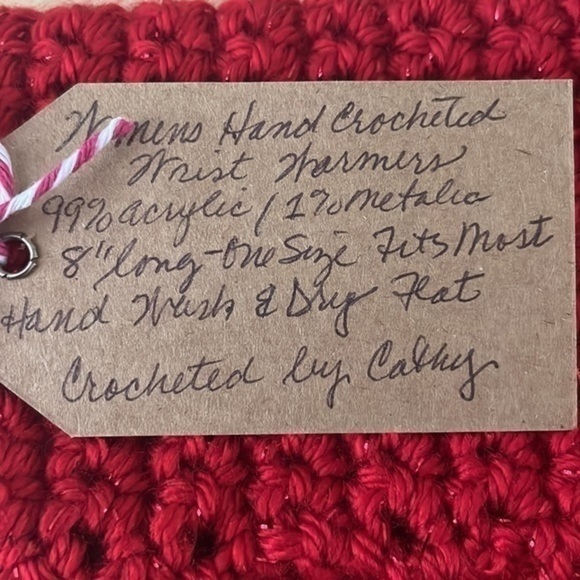 Womens Hand Crocheted
Wrist Warmers
99% acrylic / 1% metalic
8" long - One Size Fits Most
Hand Wash & Dry Flat
Crocheted by Cathy